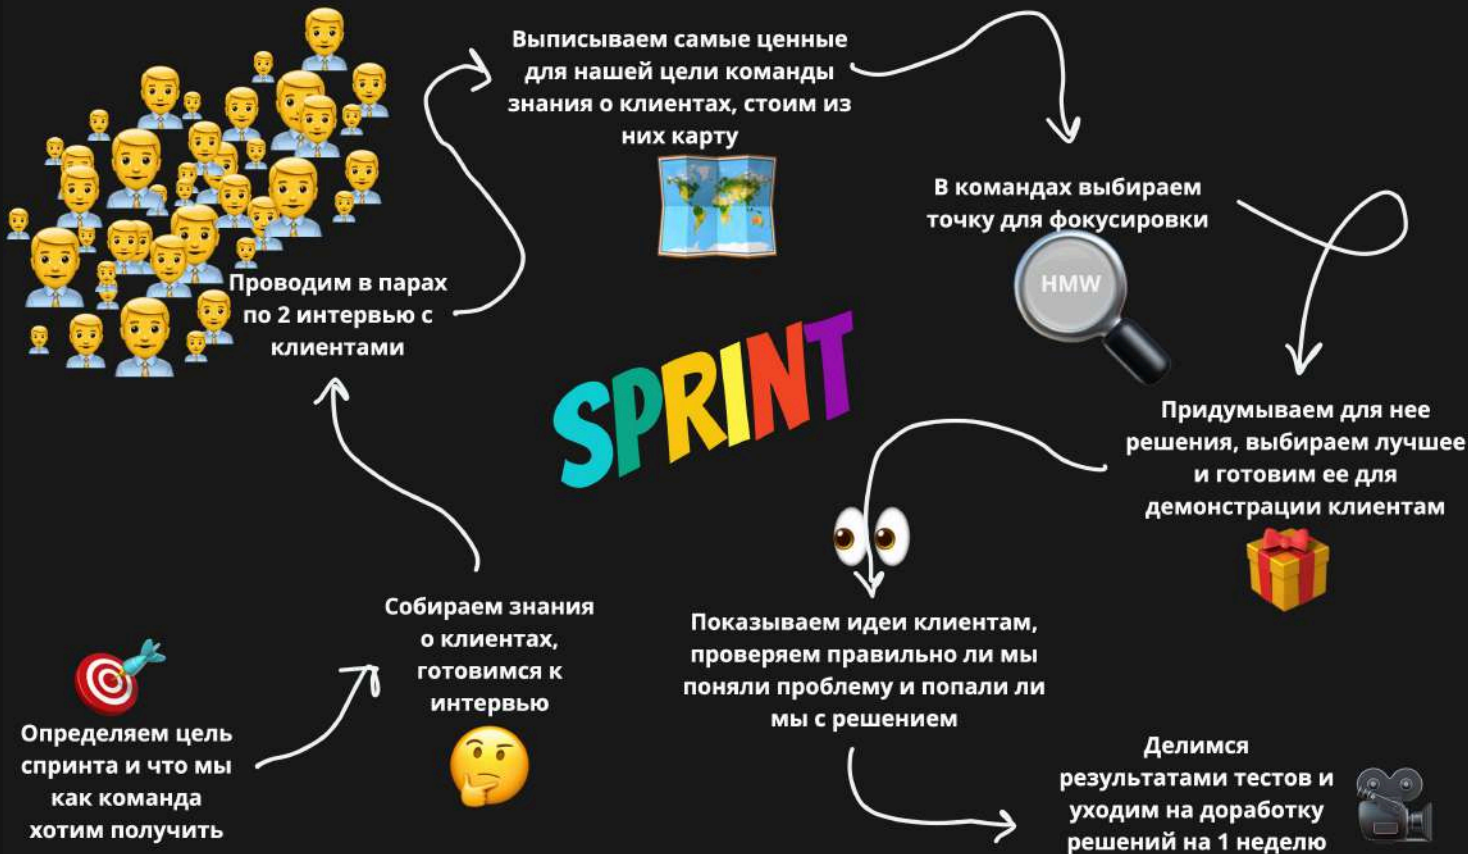 Определяем цель
спринта и что мы
как команда
хотим получить
Собираем знания
о клиентах,
готовимся к
интервью
Проводим в парах
по 2 интервью с
клиентами
Выписываем самые ценные
для нашей цели команды
знания о клиентах, стоим из
них карту
В командах выбираем
точку для фокусировки
HMW
Придумываем для нее
решения, выбираем лучшее
и готовим ее для
демонстрации клиентам
SPRINT
Показываем идеи клиентам,
проверяем правильно ли мы
поняли проблему и попали ли
мы с решением
Делимся
результатами тестов и
уходим на доработку
решений на 1 неделю